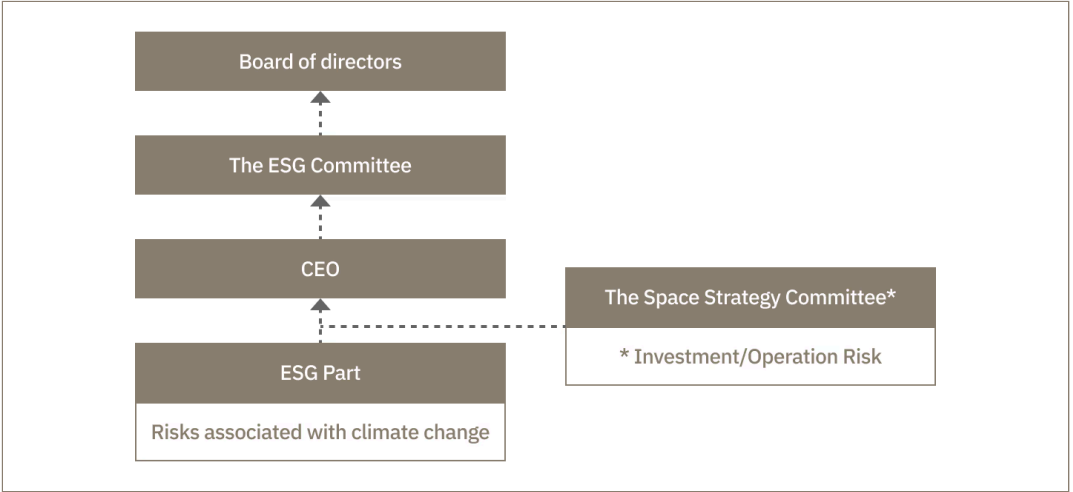 Board of directors
The ESG Committee
CEO
The Space Strategy Committee*
* Investment/Operation Risk
ESG Part
Risks associated with climate change